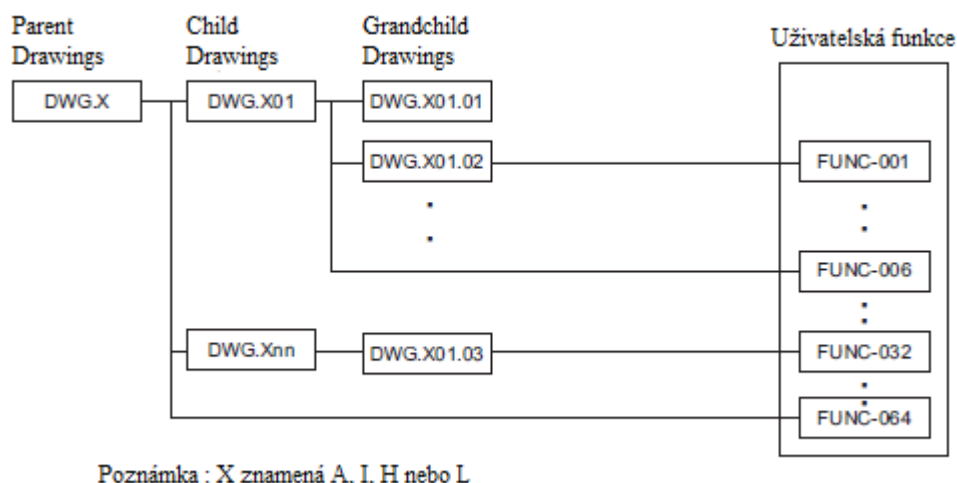 Parent
Drawings
Child
Drawings
Grandchild
Drawings
Uživatelská funkce
DWG.X
DWG.X01
DWG.X01.01
DWG.X01.02
FUNC-001
FUNC-006
DWG.Xnn
DWG.X01.03
FUNC-032
FUNC-064
Poznámka : X znamená A, I, H nebo L